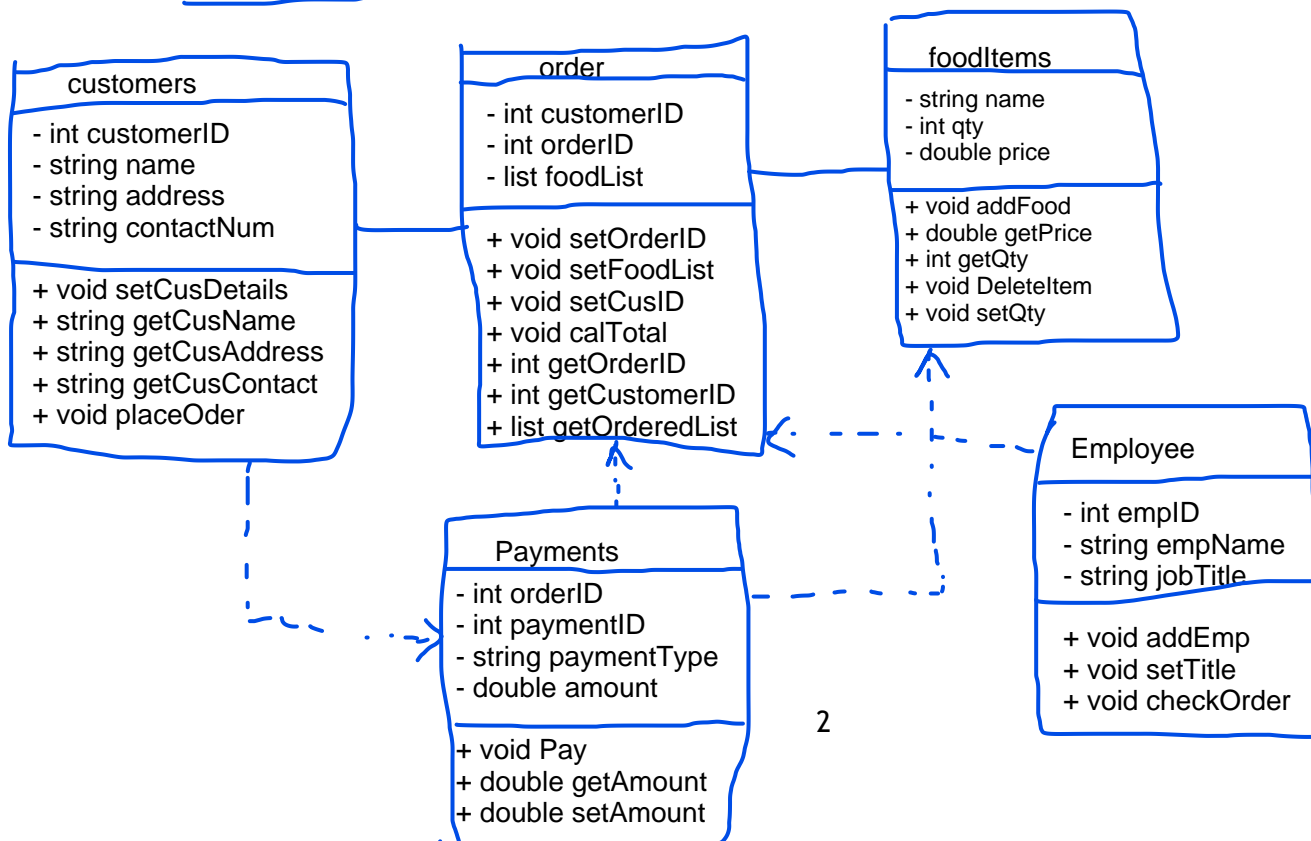 customers
- int customerID
- string name
- string address
- string contactNum
+ void setCusDetails
+ string getCusName
+ string getCusAddress
+ string getCusContact
+ void placeOder
order
- int customerID
- int orderID
- list foodList
+ void setOrderID
+ void setFoodList
+ void setCusID
+ void calTotal
+ int getOrderID
+ int getCustomerID
+ list getOrderedList
foodItems
- string name
- int qty
- double price
+ void addFood
+ double getPrice
+ int getQty
+ void DeleteItem
+ void setQty
Payments
- int orderID
- int paymentID
- string paymentType
- double amount
+ void Pay
+ double getAmount
+ double setAmount
2
Employee
- int empID
- string empName
- string jobTitle
+ void addEmp
+ void setTitle
+ void checkOrder